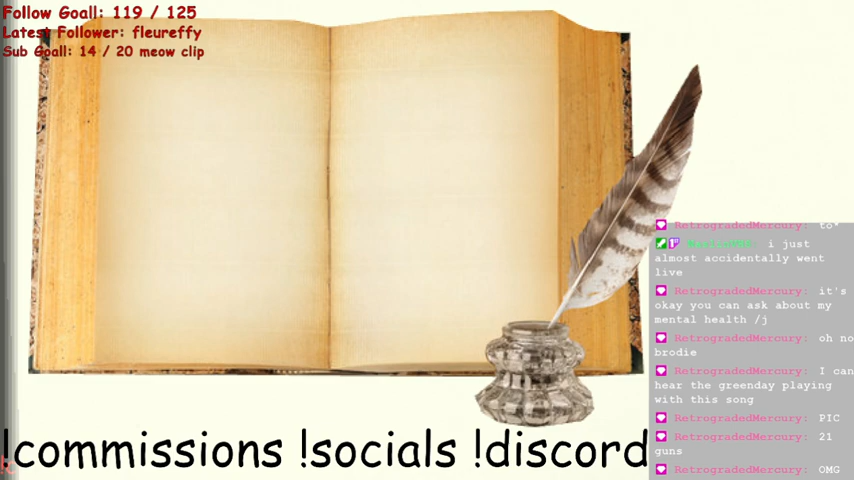 Follow Goal: 119 / 125
Latest Follower: fleureffy
Sub Goal: 14 / 20 meow clip
RetrogradedMercury: to*
i just
almost accidentally went
live
RetrogradedMercury: it's
okay you can ask about my
mental health /j
RetrogradedMercury: oh no
brodie
RetrogradedMercury: I can
hear the greenday playing
with this song
RetrogradedMercury: PIC
RetrogradedMercury: 21
guns
RetrogradedMercury: OMG
!commissions !socials !discord